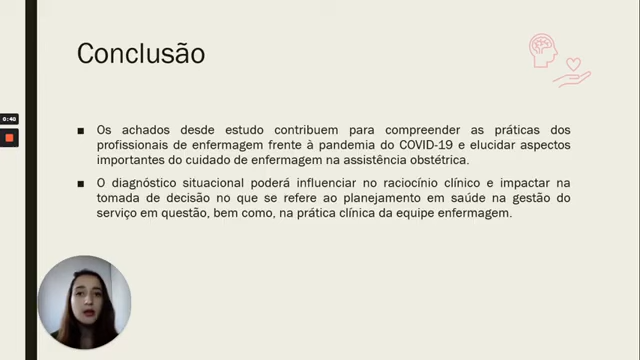 Conclusão
0:40
■ Os achados desde estudo contribuem para compreender as práticas dos
profissionais de enfermagem frente à pandemia do COVID-19 e elucidar aspectos
importantes do cuidado de enfermagem na assistência obstétrica.
■ O diagnóstico situacional poderá influenciar no raciocínio clínico e impactar na
tomada de decisão no que se refere ao planejamento em saúde na gestão do
serviço em questão, bem como, na prática clínica da equipe enfermagem.